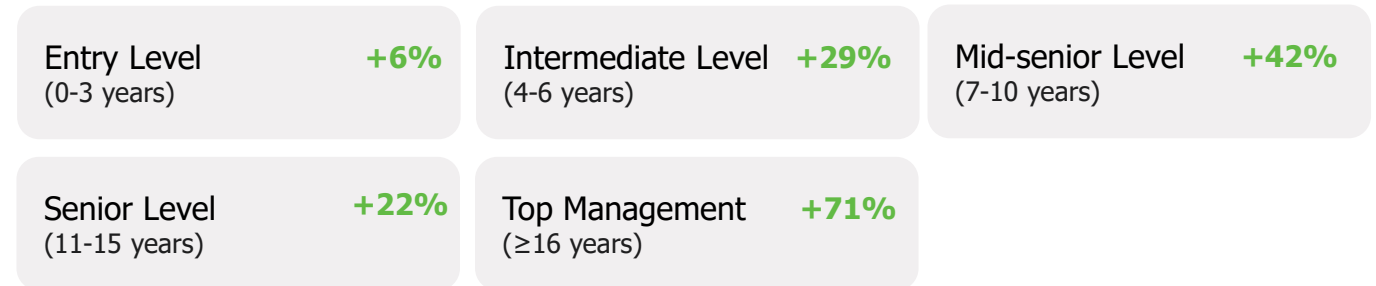 Entry Level +6%
(0-3 years)
Intermediate Level +29%
(4-6 years)
Mid-senior Level +42%
(7-10 years)
Senior Level +22%
(11-15 years)
Top Management +71%
(≥16 years)